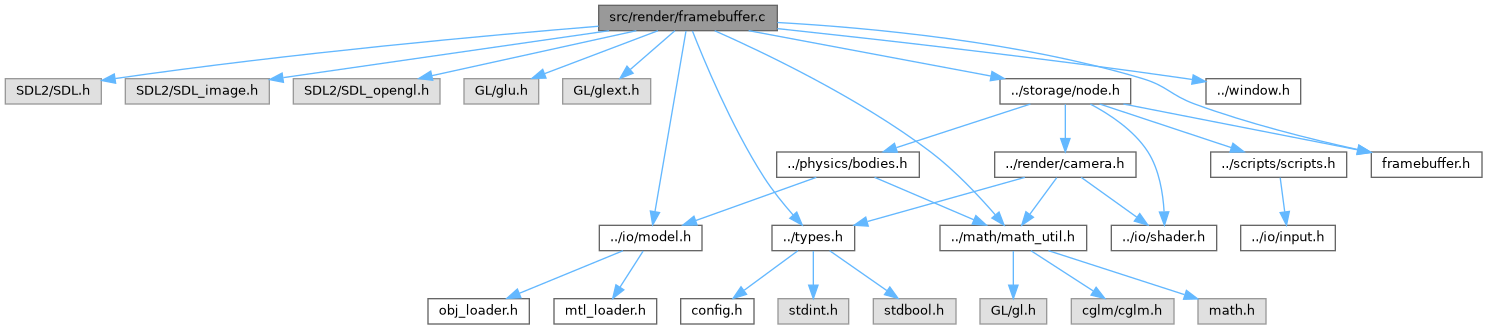 src/render/framebuffer.c
SDL2/SDL.h
SDL2/SDL_image.h
SDL2/SDL_opengl.h
GL/glu.h
GL/glext.h
../storage/node.h
../window.h
../physics/bodies.h
../render/camera.h
../scripts/scripts.h
framebuffer.h
../io/model.h
../types.h
../math/math_util.h
../io/shader.h
../io/input.h
obj_loader.h
mtl_loader.h
config.h
stdint.h
stdbool.h
GL/gl.h
cglm/cglm.h
math.h